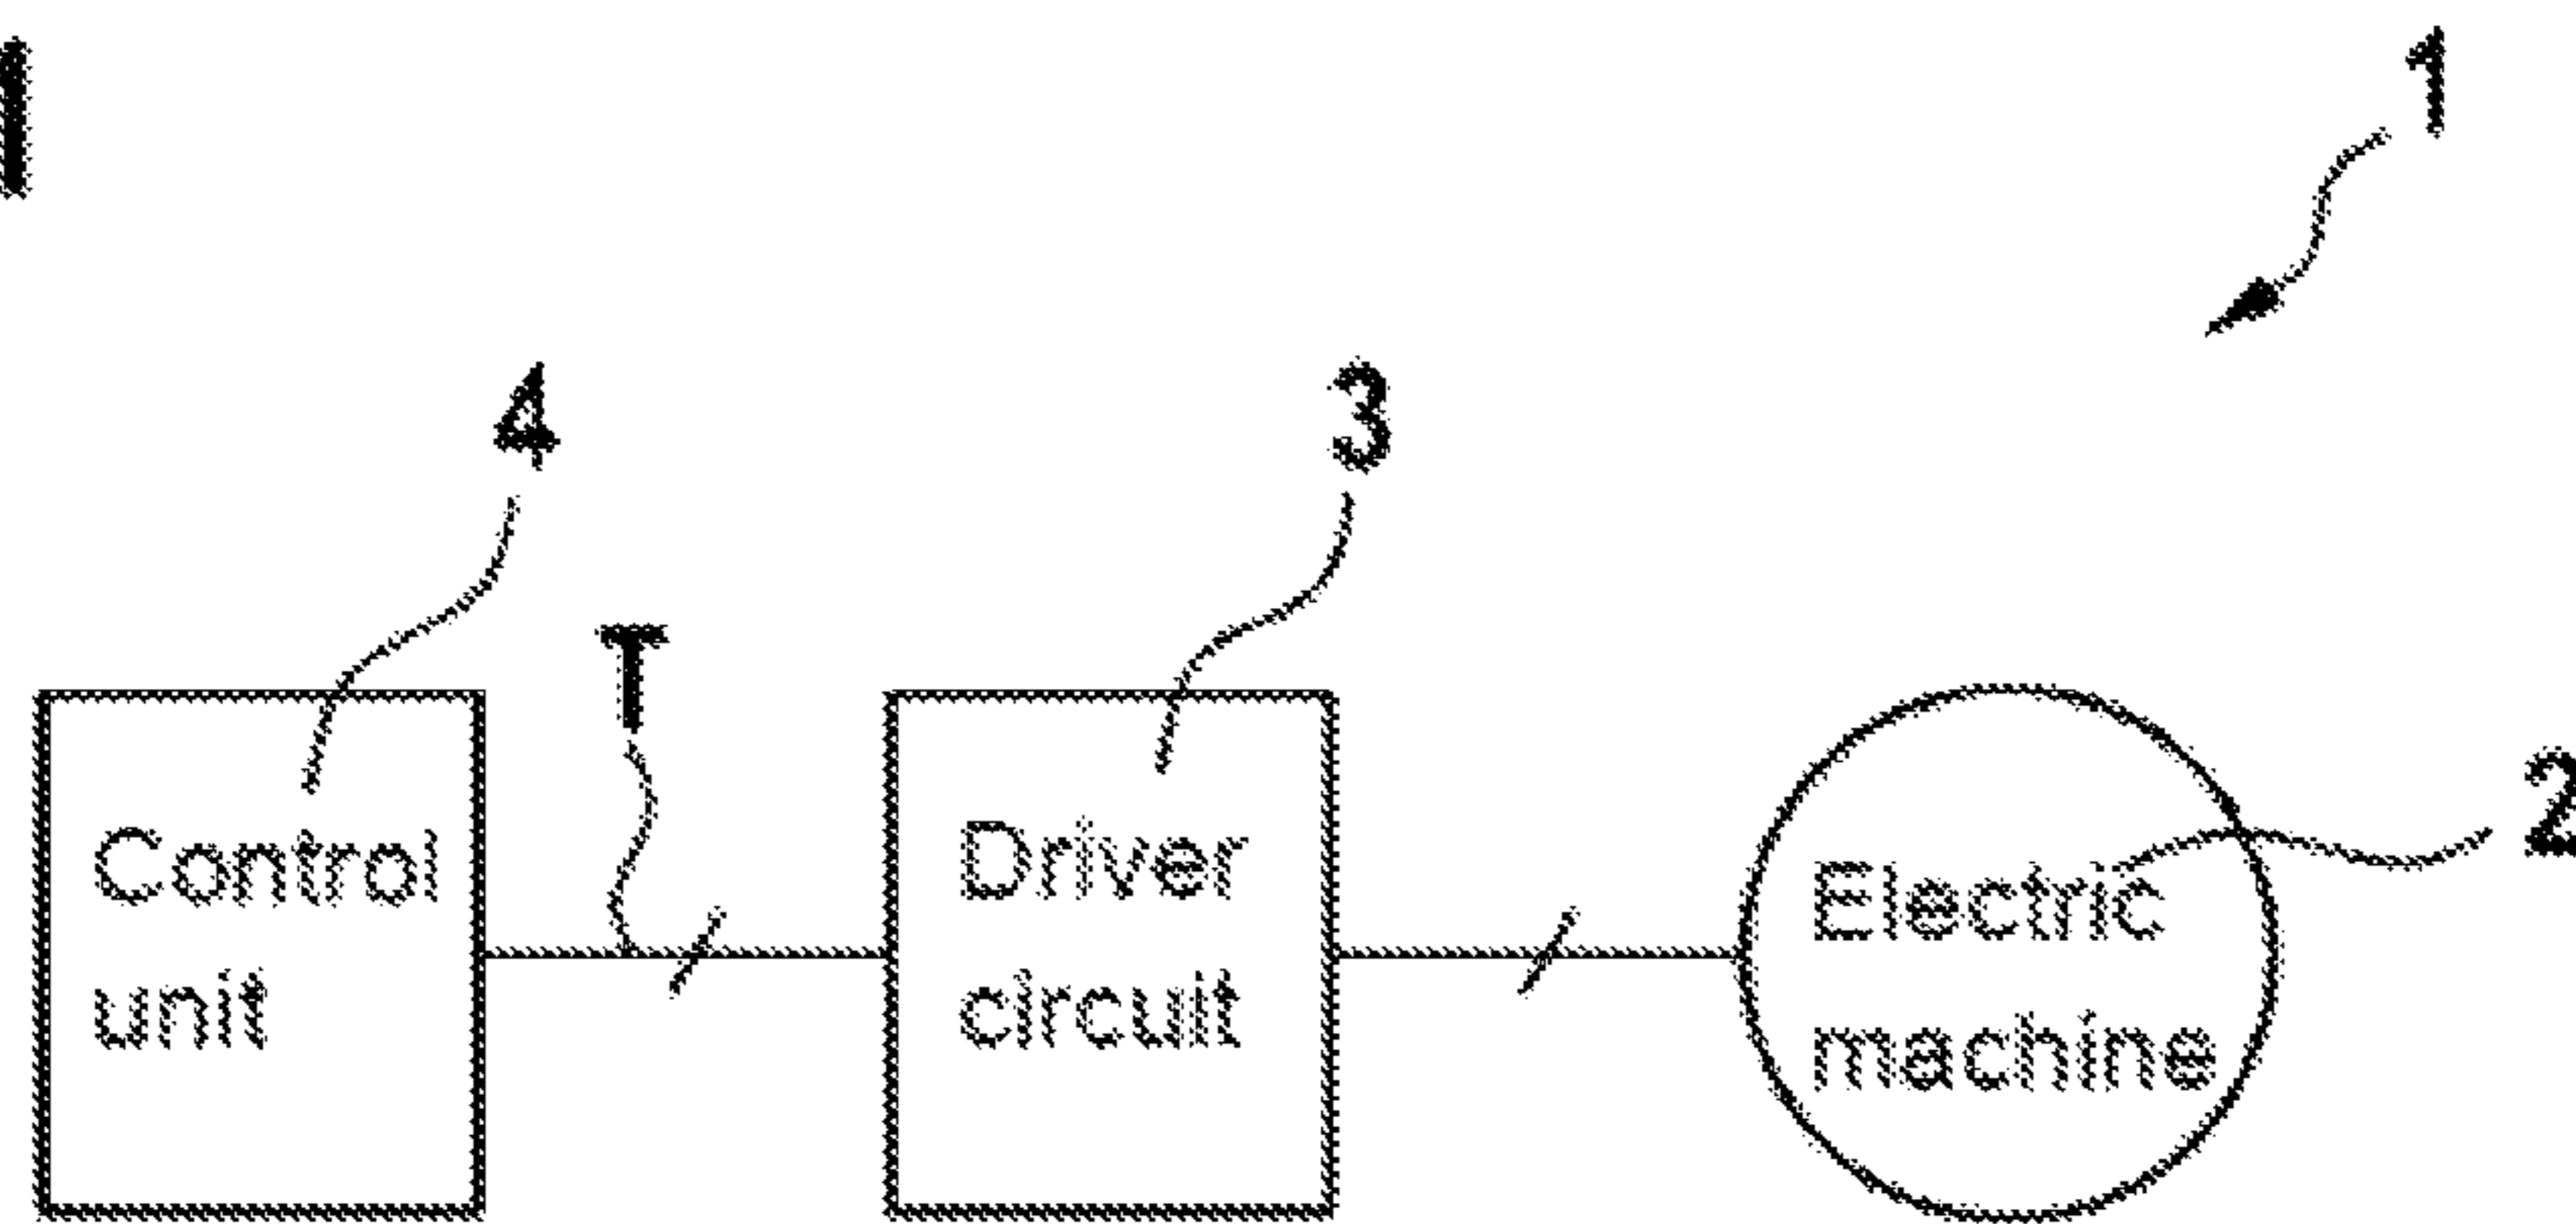 1
4
3
T
2
Control
unit
Driver
circuit
Electric
machine